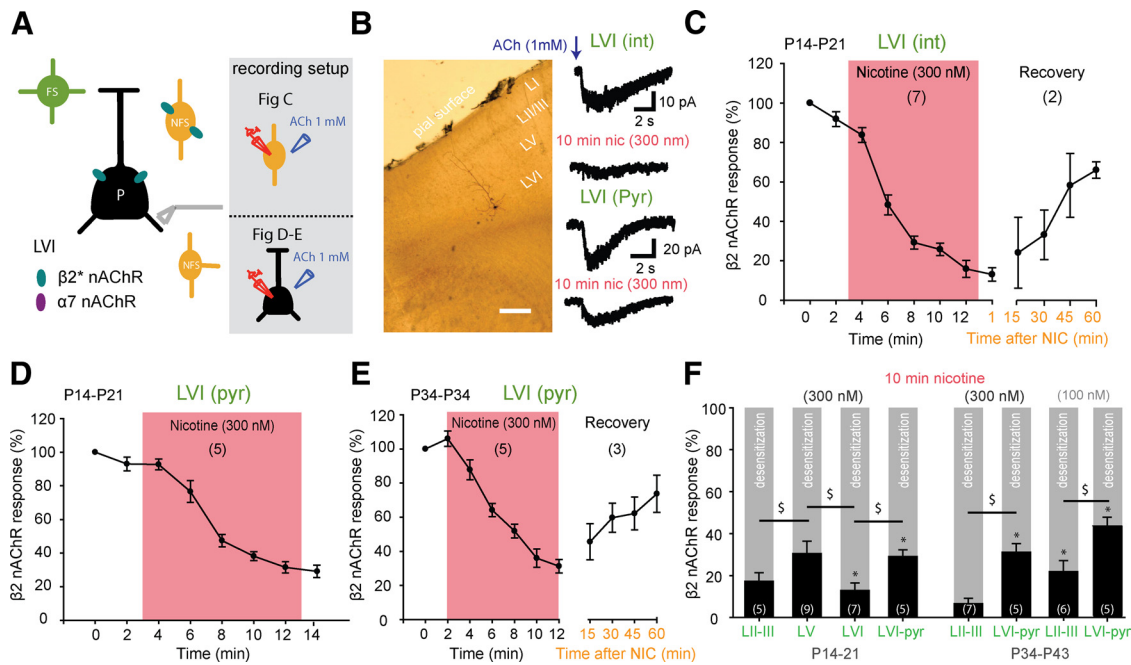 A
FS
NFS
P
NFS
LVI
β2* nAChR
α7 nAChR
recording setup
Fig C
ACh 1 mM
Fig D-E
ACh 1 mM
B
ACh (1mM)
LVI (int)
pial surface
LI
LII/III
LV
LVI
10 pA
2 s
10 min nic (300 nm)
LVI (Pyr)
20 pA
2 s
10 min nic (300 nm)
C
P14-P21
LVI (int)
Nicotine (300 nM)
(7)
Recovery
(2)
β2 nAChR response (%)
120
100
80
60
40
20
0
0 2 4 6 8 10 12 1 15 30 45 60
Time (min)
Time after NIC (min)
D
P14-P21
LVI (pyr)
Nicotine (300 nM)
(5)
β2 nAChR response (%)
120
100
80
60
40
20
0
0 2 4 6 8 10 12 14
Time (min)
E
P34-P34
LVI (pyr)
Nicotine (300 nM)
(5)
Recovery
(3)
β2 nAChR response (%)
120
100
80
60
40
20
0
0 2 4 6 8 10 12 15 30 45 60
Time (min)
Time after NIC (min)
F
10 min nicotine
(300 nM) (300 nM) (100 nM)
β2 nAChR response (%)
100
80
60
40
20
0
desensitization desensitization desensitization desensitization desensitization desensitization desensitization desensitization
$ $ $ $ $
* * * * *
(5) (9) (7) (5) (7) (5) (6) (5)
LII-III LV LVI LVI-pyr LII-III LVI-pyr LII-III LVI-pyr
P14-21 P34-P43